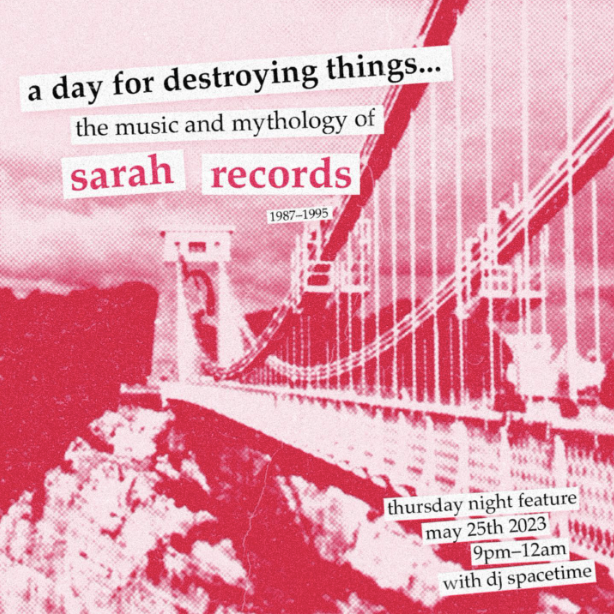 a day for destroying things...
the music and mythology of
sarah records
1987–1995
thursday night feature
may 25th 2023
9pm–12am
with dj spacetime